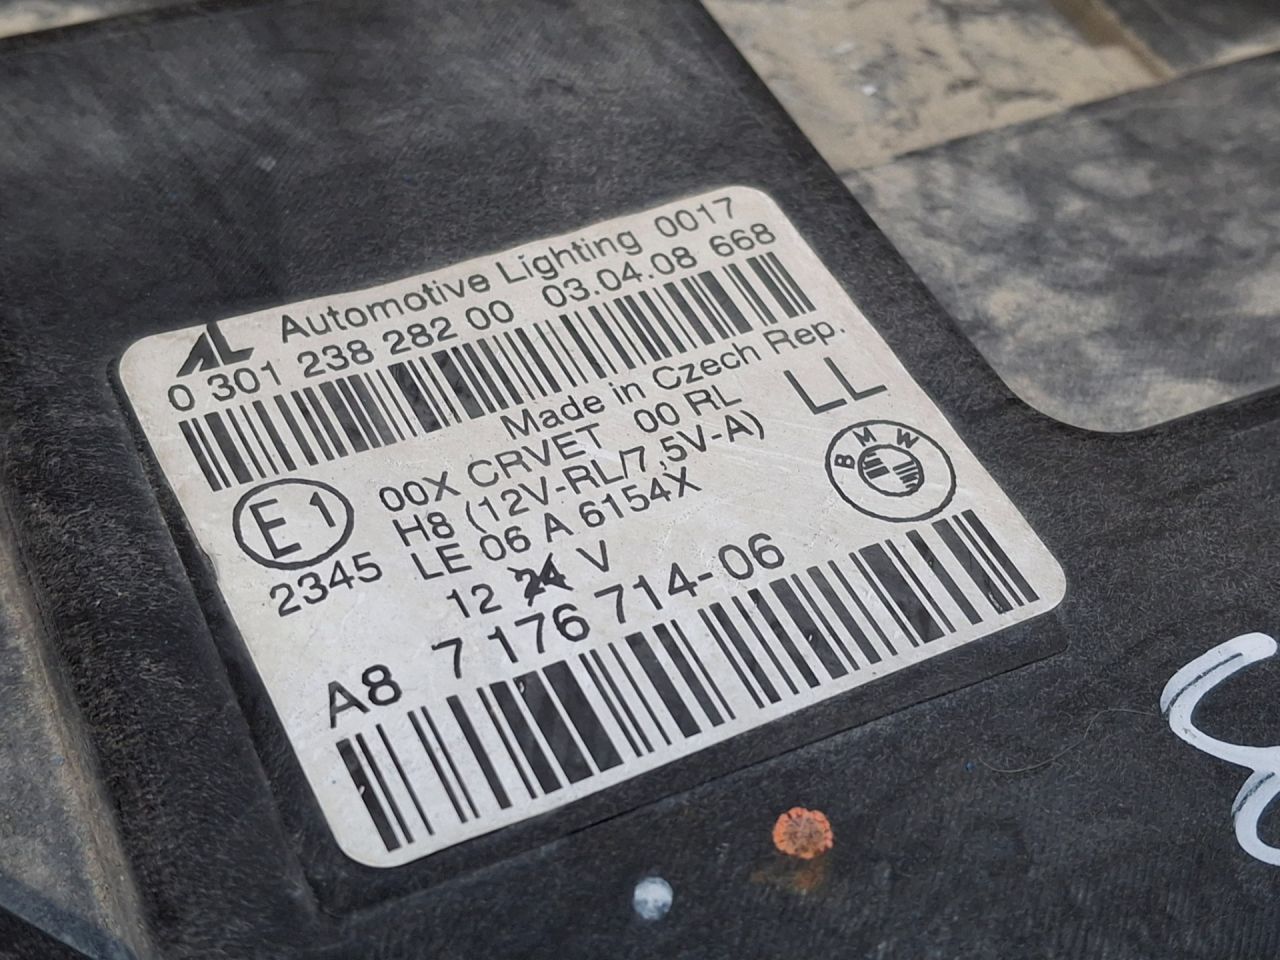 AL Automotive Lighting 0017
0 301 238 282 00 03.04.08 668
Made in Czech Rep.
00X CRVET 00 RL
LL
H8 (12V-RL/7,5V-A)
E1
LE 06 A 6154X
BMW
2345
12 24 V
A8 7 176 714-06